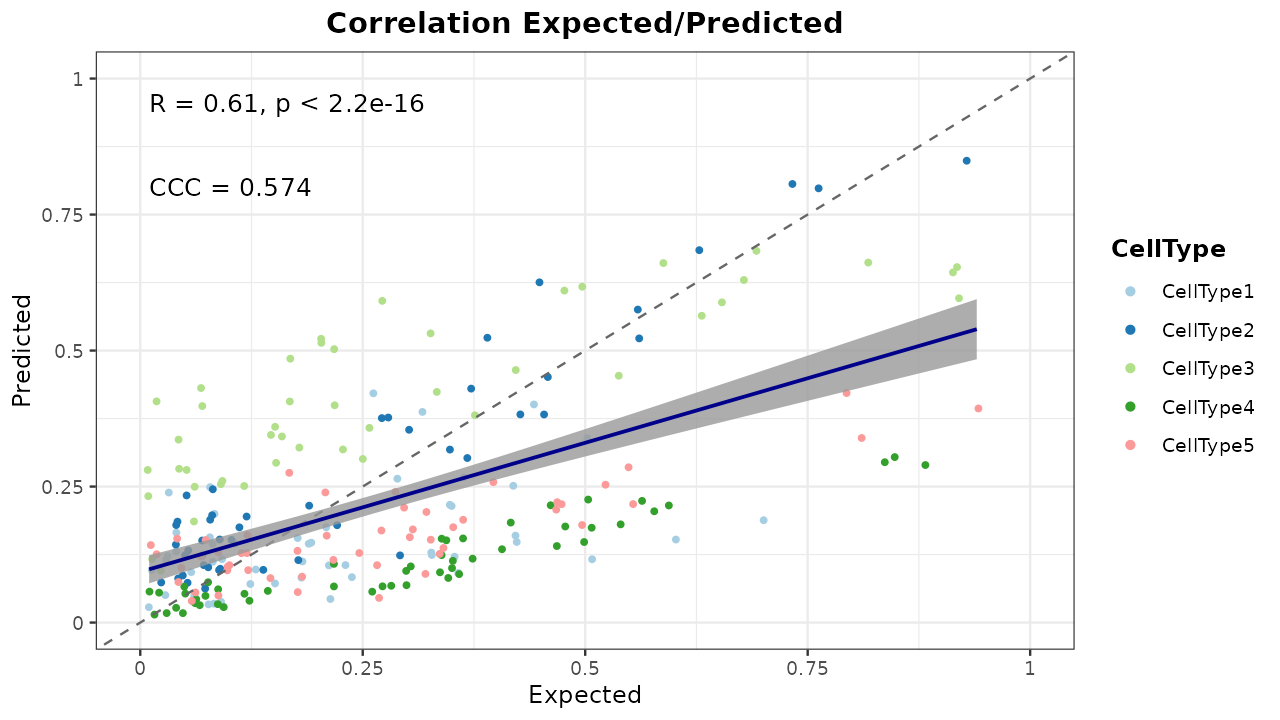 Correlation Expected/Predicted
R = 0.61, p < 2.2e-16
CCC = 0.574
1
0.75
0.5
0.25
0
Predicted
0
0.25
0.5
0.75
1
Expected
CellType
CellType1
CellType2
CellType3
CellType4
CellType5